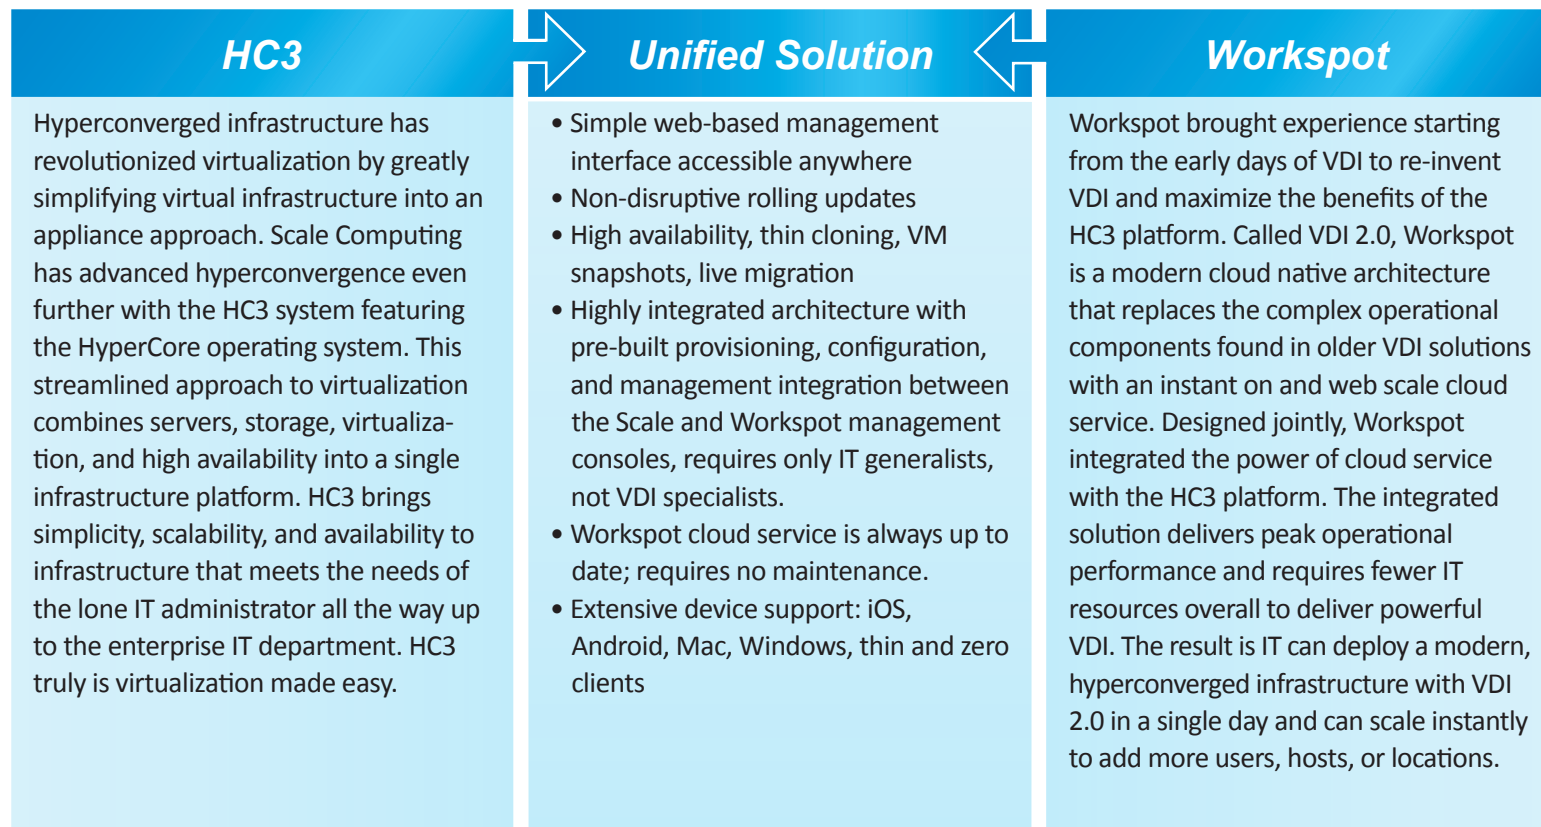 HC3
Hyperconverged infrastructure has
revolutionized virtualization by greatly
simplifying virtual infrastructure into an
appliance approach. Scale Computing
has advanced hyperconvergence even
further with the HC3 system featuring
the HyperCore operating system. This
streamlined approach to virtualization
combines servers, storage, virtualiza-
tion, and high availability into a single
infrastructure platform. HC3 brings
simplicity, scalability, and availability to
infrastructure that meets the needs of
the lone IT administrator all the way up
to the enterprise IT department. HC3
truly is virtualization made easy.
Unified Solution
• Simple web-based management
interface accessible anywhere
• Non-disruptive rolling updates
• High availability, thin cloning, VM
snapshots, live migration
• Highly integrated architecture with
pre-built provisioning, configuration,
and management integration between
the Scale and Workspot management
consoles, requires only IT generalists,
not VDI specialists.
• Workspot cloud service is always up to
date; requires no maintenance.
• Extensive device support: iOS,
Android, Mac, Windows, thin and zero
clients
Workspot
Workspot brought experience starting
from the early days of VDI to re-invent
VDI and maximize the benefits of the
HC3 platform. Called VDI 2.0, Workspot
is a modern cloud native architecture
that replaces the complex operational
components found in older VDI solutions
with an instant on and web scale cloud
service. Designed jointly, Workspot
integrated the power of cloud service
with the HC3 platform. The integrated
solution delivers peak operational
performance and requires fewer IT
resources overall to deliver powerful
VDI. The result is IT can deploy a modern,
hyperconverged infrastructure with VDI
2.0 in a single day and can scale instantly
to add more users, hosts, or locations.